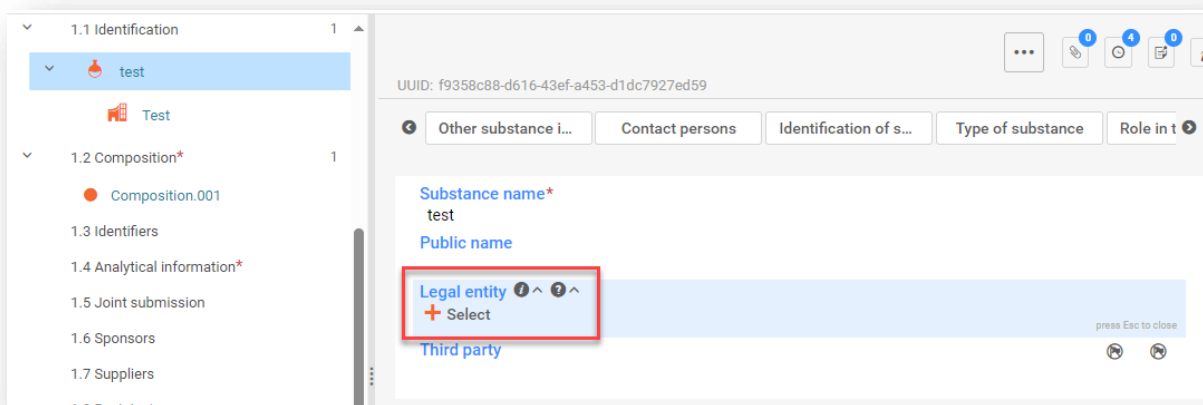 1.1 Identification 1
test
Test
1.2 Composition* 1
Composition.001
1.3 Identifiers
1.4 Analytical information*
1.5 Joint submission
1.6 Sponsors
1.7 Suppliers
... 0 4 0
UUID: f9358c88-d616-43ef-a453-d1dc7927ed59
Other substance i... Contact persons Identification of s... Type of substance Role in t
Substance name*
test
Public name
Legal entity i ?
+ Select
press Esc to close
Third party